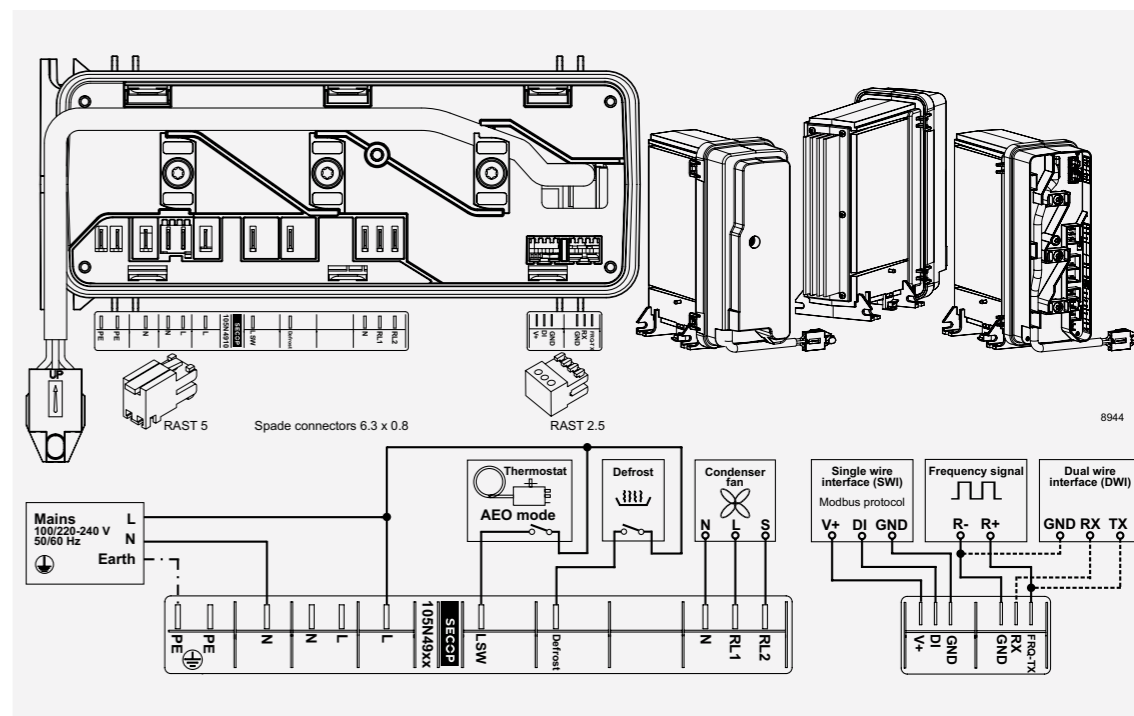 PE
PE
N
N
L
L
105N4910
SECOP
LSW
Defrost
N
RL1
RL2
V+
DI
GND
GND
RX
FRQ-TX
UP
RAST 5
Spade connectors 6.3 x 0.8
RAST 2.5
8944
Mains
100/220-240 V
50/60 Hz
L
N
Earth
Thermostat
AEO mode
Defrost
Condenser
fan
N L S
Single wire
interface (SWI)
Modbus protocol
V+ DI GND
Frequency signal
R- R+
Dual wire
interface (DWI)
GND RX TX
PE
PE
N
N
L
L
105N49xx
SECOP
LSW
Defrost
N
RL1
RL2
V+
DI
GND
GND
RX
FRQ-TX